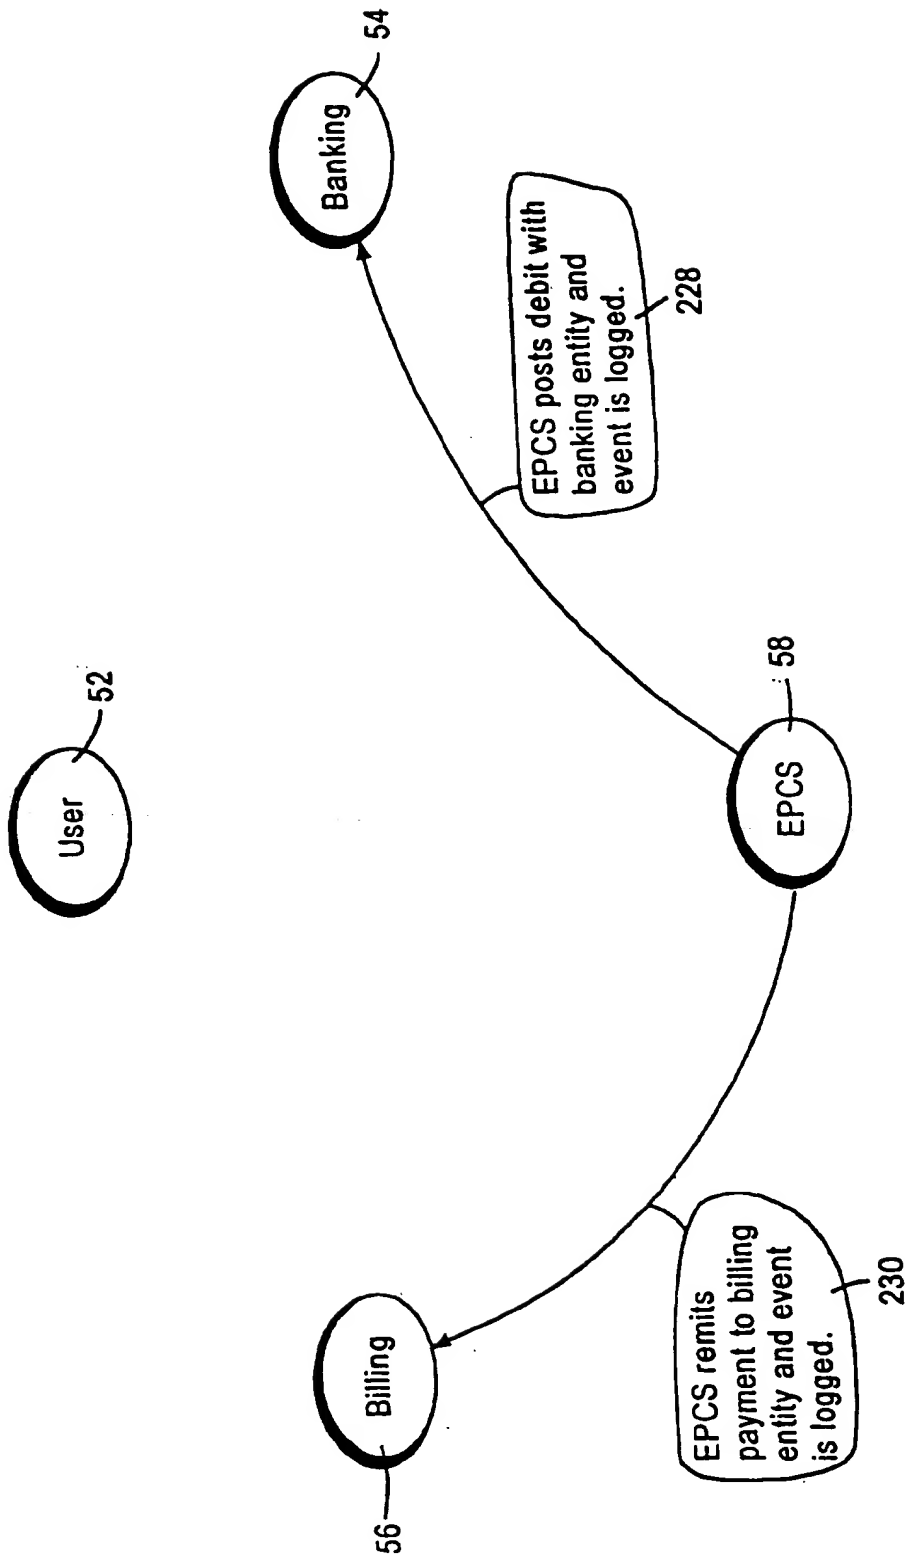 User
52
Billing
56
Banking
54
EPCS
58
EPCS posts debit with
banking entity and
event is logged.
228
EPCS remits
payment to billing
entity and event
is logged.
230